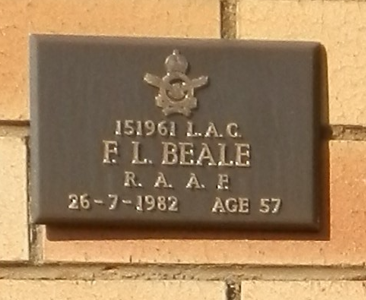 151961 L.A.C.
F. L. BEALE
R. A. A. F.
26-7-1982 AGE 57